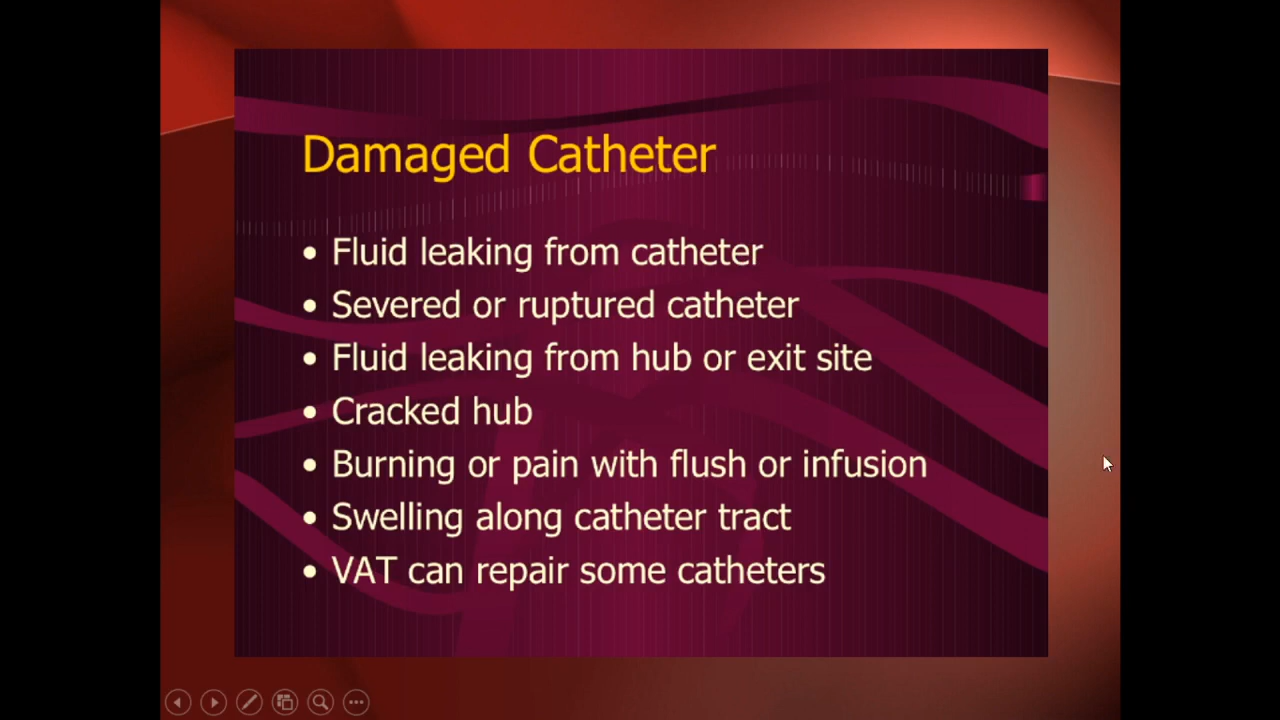 Damaged Catheter
• Fluid leaking from catheter
• Severed or ruptured catheter
• Fluid leaking from hub or exit site
• Cracked hub
• Burning or pain with flush or infusion
• Swelling along catheter tract
• VAT can repair some catheters